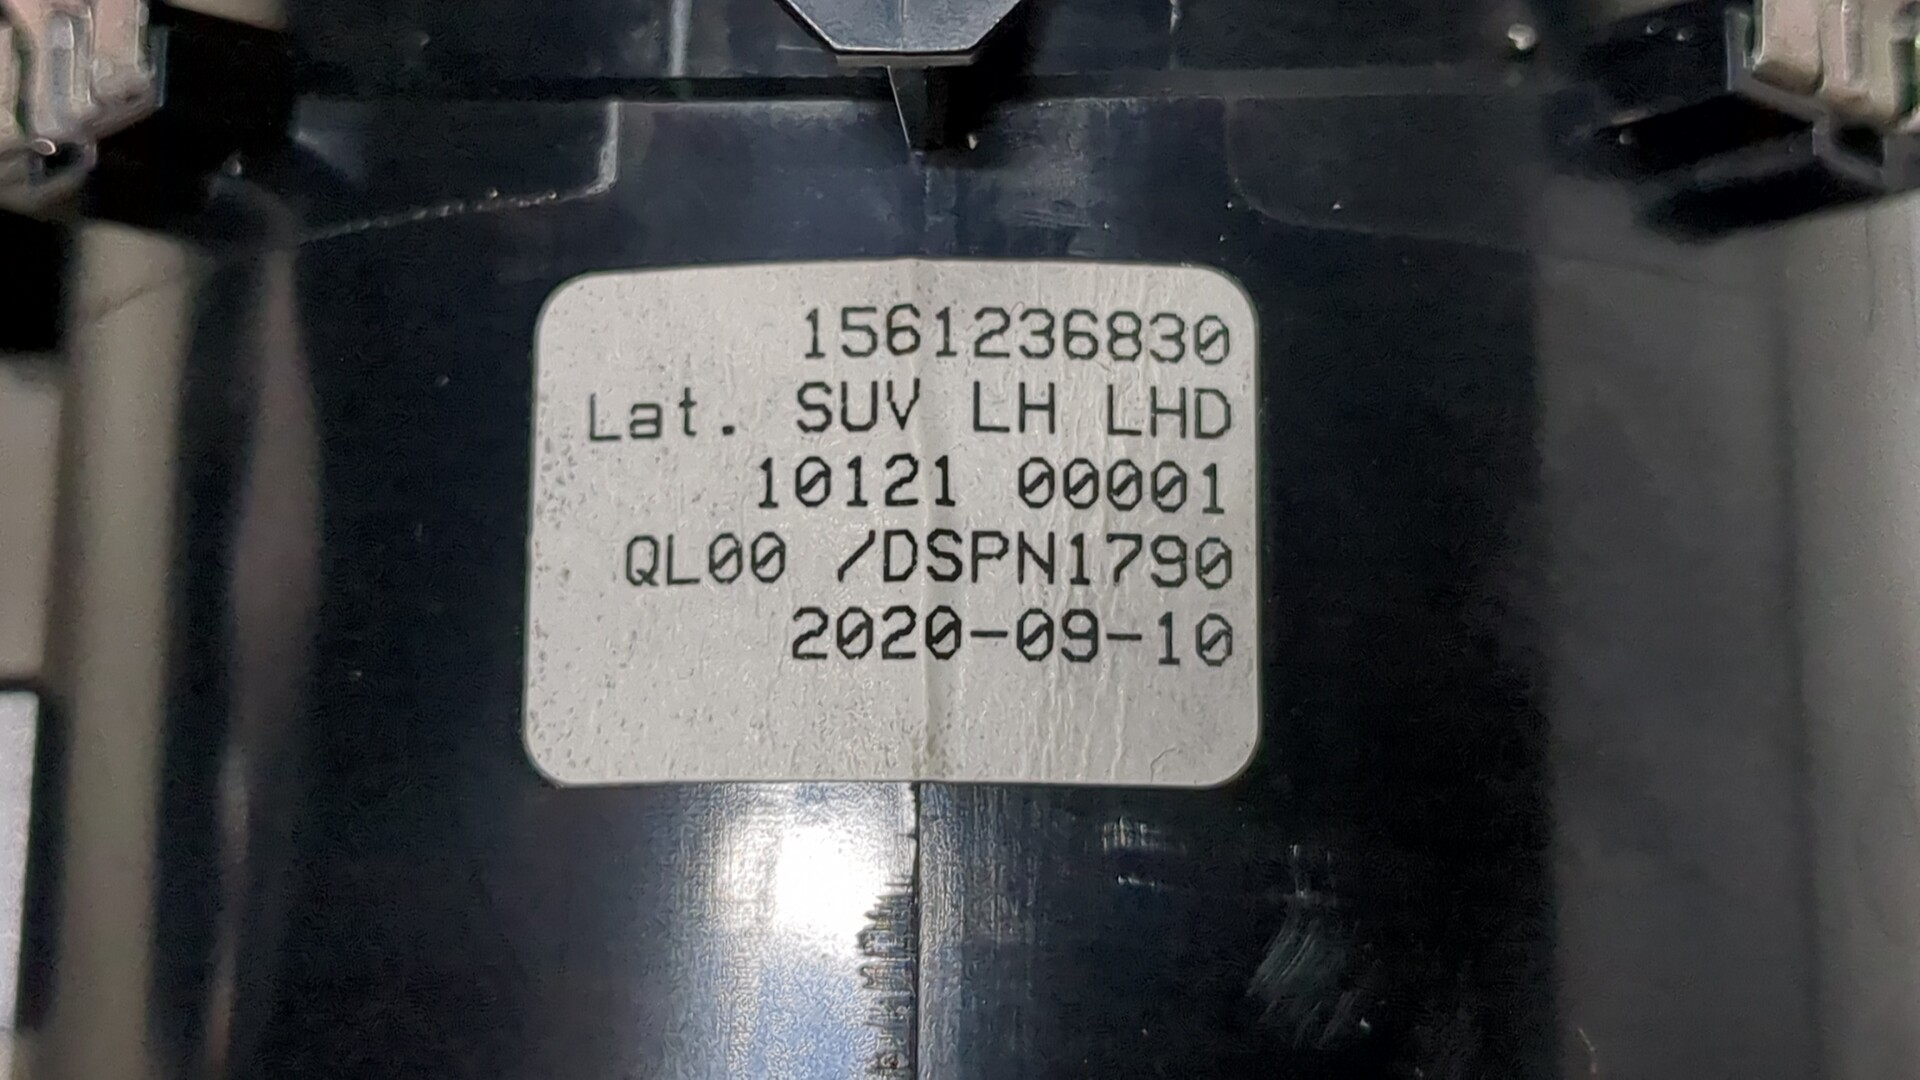 1561236830
Lat. SUV LH LHD
10121 00001
QL00 /DSPN1790
2020-09-10